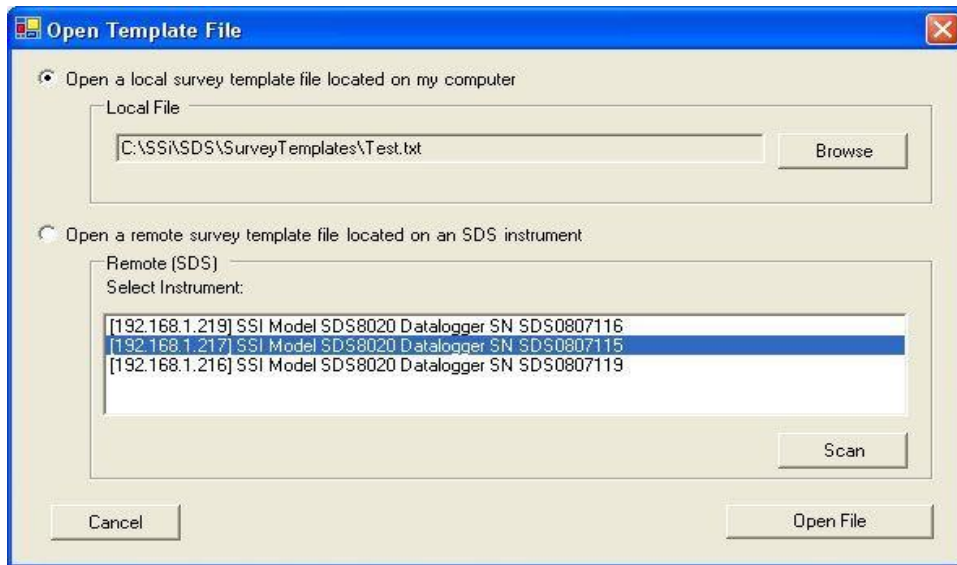 Open Template File
Open a local survey template file located on my computer
Local File
C:\SSi\SDS\SurveyTemplates\Test.txt
Browse
Open a remote survey template file located on an SDS instrument
Remote (SDS)
Select Instrument:
[192.168.1.219] SSI Model SDS8020 Datalogger SN SDS0807116
[192.168.1.217] SSI Model SDS8020 Datalogger SN SDS0807115
[192.168.1.216] SSI Model SDS8020 Datalogger SN SDS0807119
Scan
Cancel
Open File